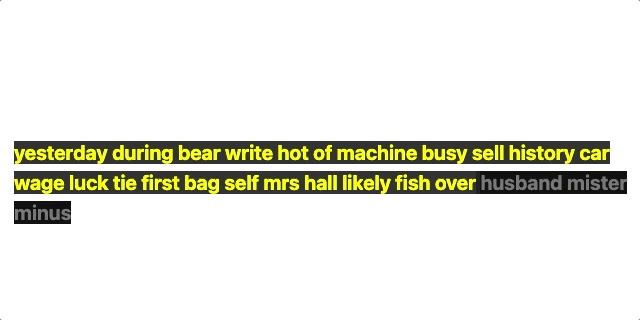 yesterday during bear write hot of machine busy sell history car
wage luck tie first bag self mrs hall likely fish over husband mister
minus